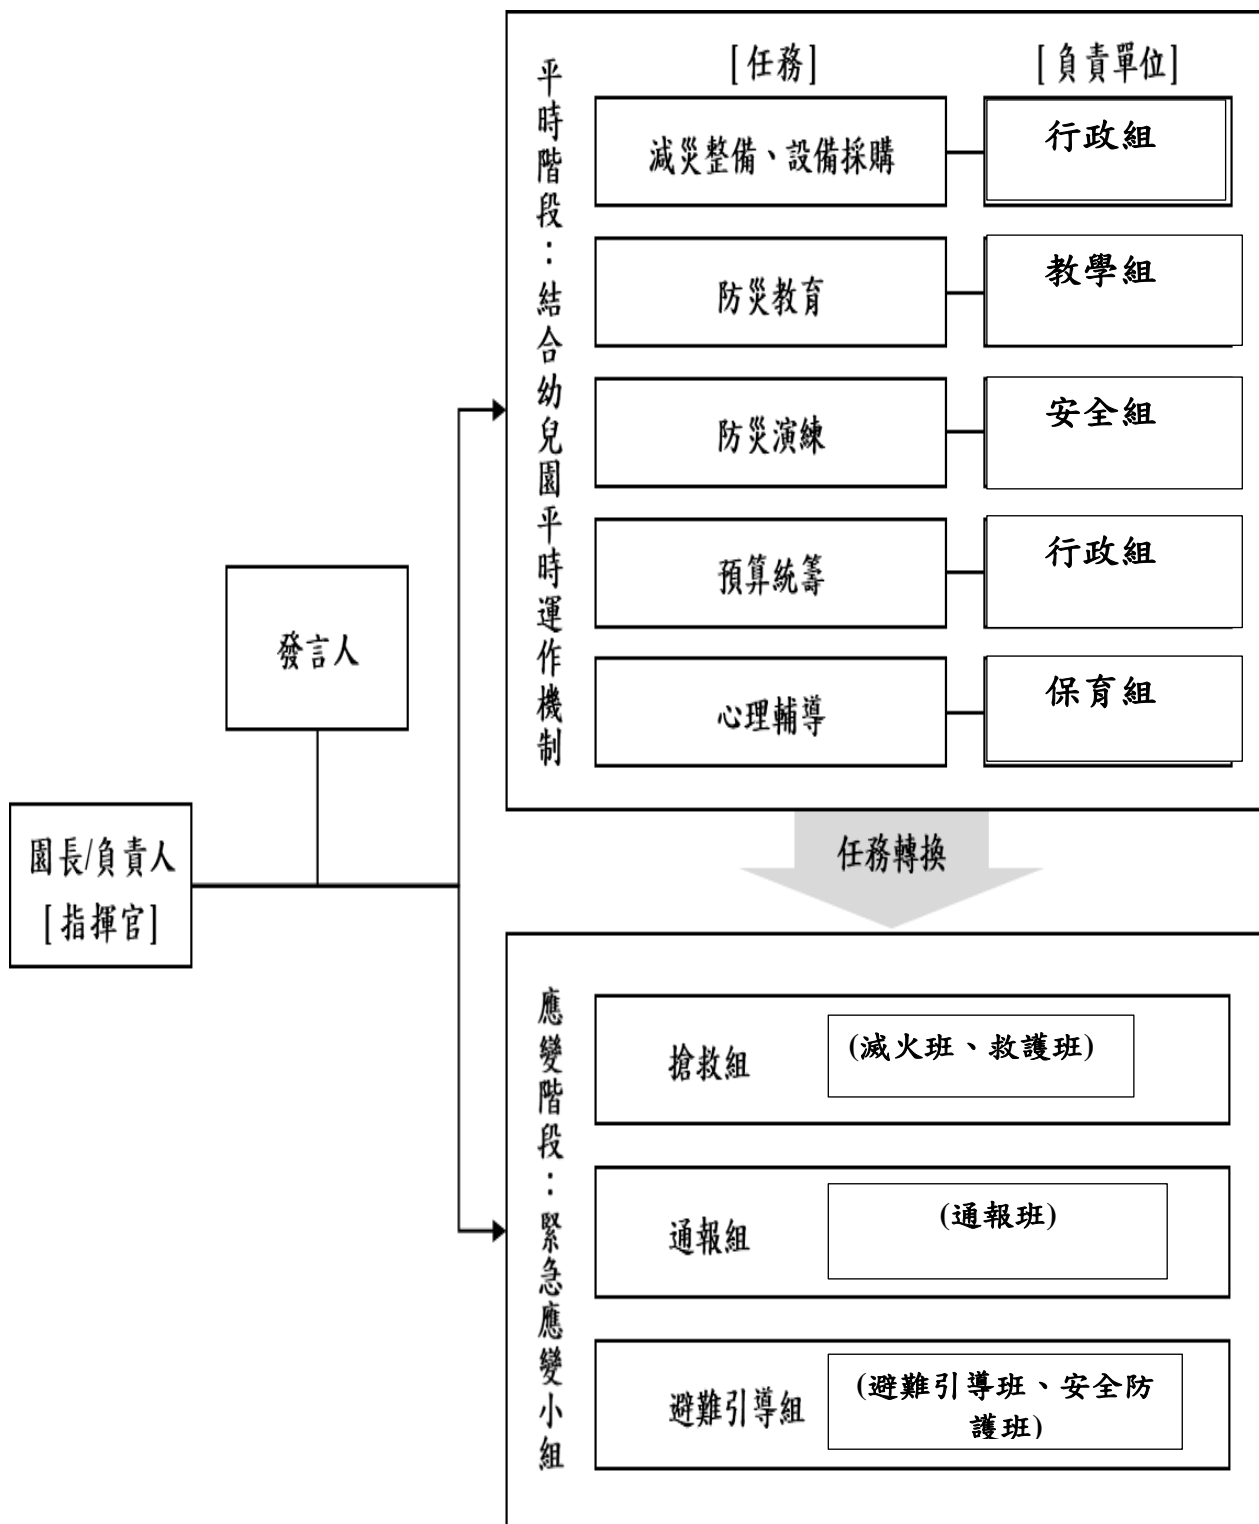 平時階段：結合幼兒園平時運作機制
[任務]
[負責單位]
減災整備、設備採購
行政組
防災教育
教學組
防災演練
安全組
預算統籌
行政組
心理輔導
保育組
發言人
園長/負責人
[指揮官]
任務轉換
應變階段：緊急應變小組
搶救組
(滅火班、救護班)
通報組
(通報班)
避難引導組
(避難引導班、安全防
護班)